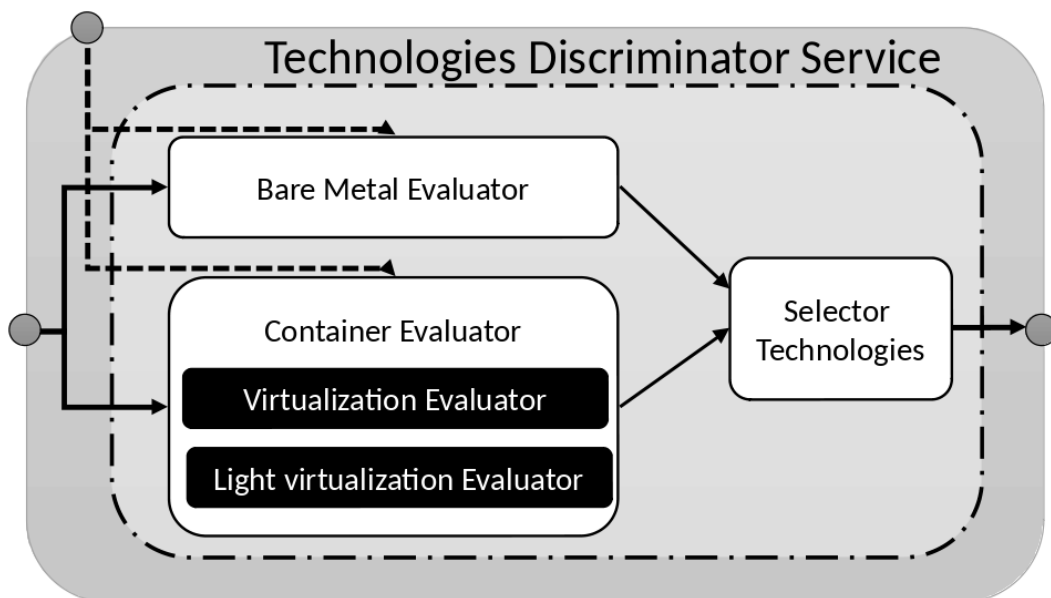 Technologies Discriminator Service
Bare Metal Evaluator
Container Evaluator
Virtualization Evaluator
Light virtualization Evaluator
Selector
Technologies